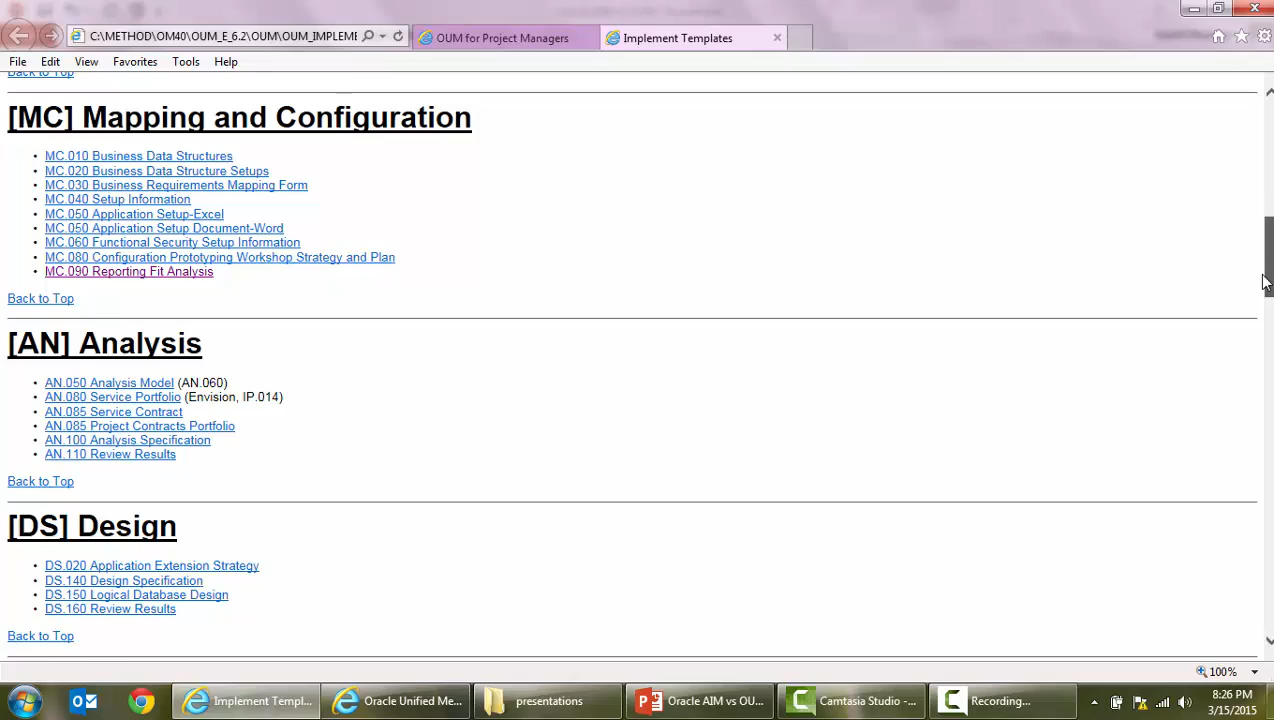 C:\METHOD\OM40\OUM_E_6.2\OUM\OUM_IMPLEME
OUM for Project Managers
Implement Templates
File Edit View Favorites Tools Help
Back to Top
[MC] Mapping and Configuration
• MC.010 Business Data Structures
• MC.020 Business Data Structure Setups
• MC.030 Business Requirements Mapping Form
• MC.040 Setup Information
• MC.050 Application Setup-Excel
• MC.050 Application Setup Document-Word
• MC.060 Functional Security Setup Information
• MC.080 Configuration Prototyping Workshop Strategy and Plan
• MC.090 Reporting Fit Analysis
Back to Top
[AN] Analysis
• AN.050 Analysis Model (AN.060)
• AN.080 Service Portfolio (Envision, IP.014)
• AN.085 Service Contract
• AN.085 Project Contracts Portfolio
• AN.100 Analysis Specification
• AN.110 Review Results
Back to Top
[DS] Design
• DS.020 Application Extension Strategy
• DS.140 Design Specification
• DS.150 Logical Database Design
• DS.160 Review Results
Back to Top
100%
Implement Templ...
Oracle Unified Me...
presentations
Oracle AIM vs OU...
Camtasia Studio -...
Recording...
8:26 PM
3/15/2015